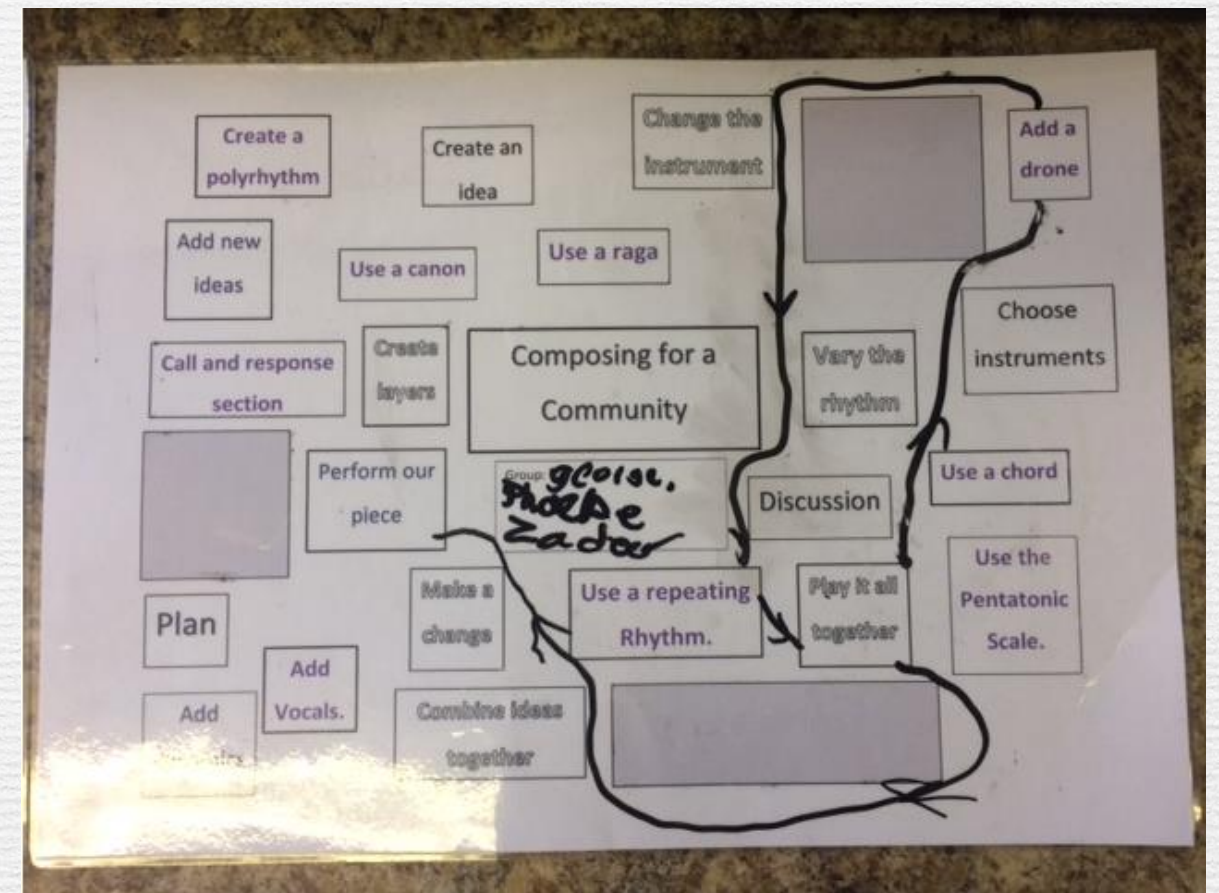 Create a
polyrhythm
Create an
idea
Change the
instrument
Add a
drone
Add new
ideas
Use a canon
Use a raga
Choose
instruments
Call and response
section
Create
layers
Composing for a
Community
Vary the
rhythm
Perform our
piece
Group:
Phoebe
Discussion
Use a chord
Plan
Make a
change
Use a repeating
Rhythm.
Play it all
together
Use the
Pentatonic
Scale.
Add
Vocals.
Add
Combine ideas
together